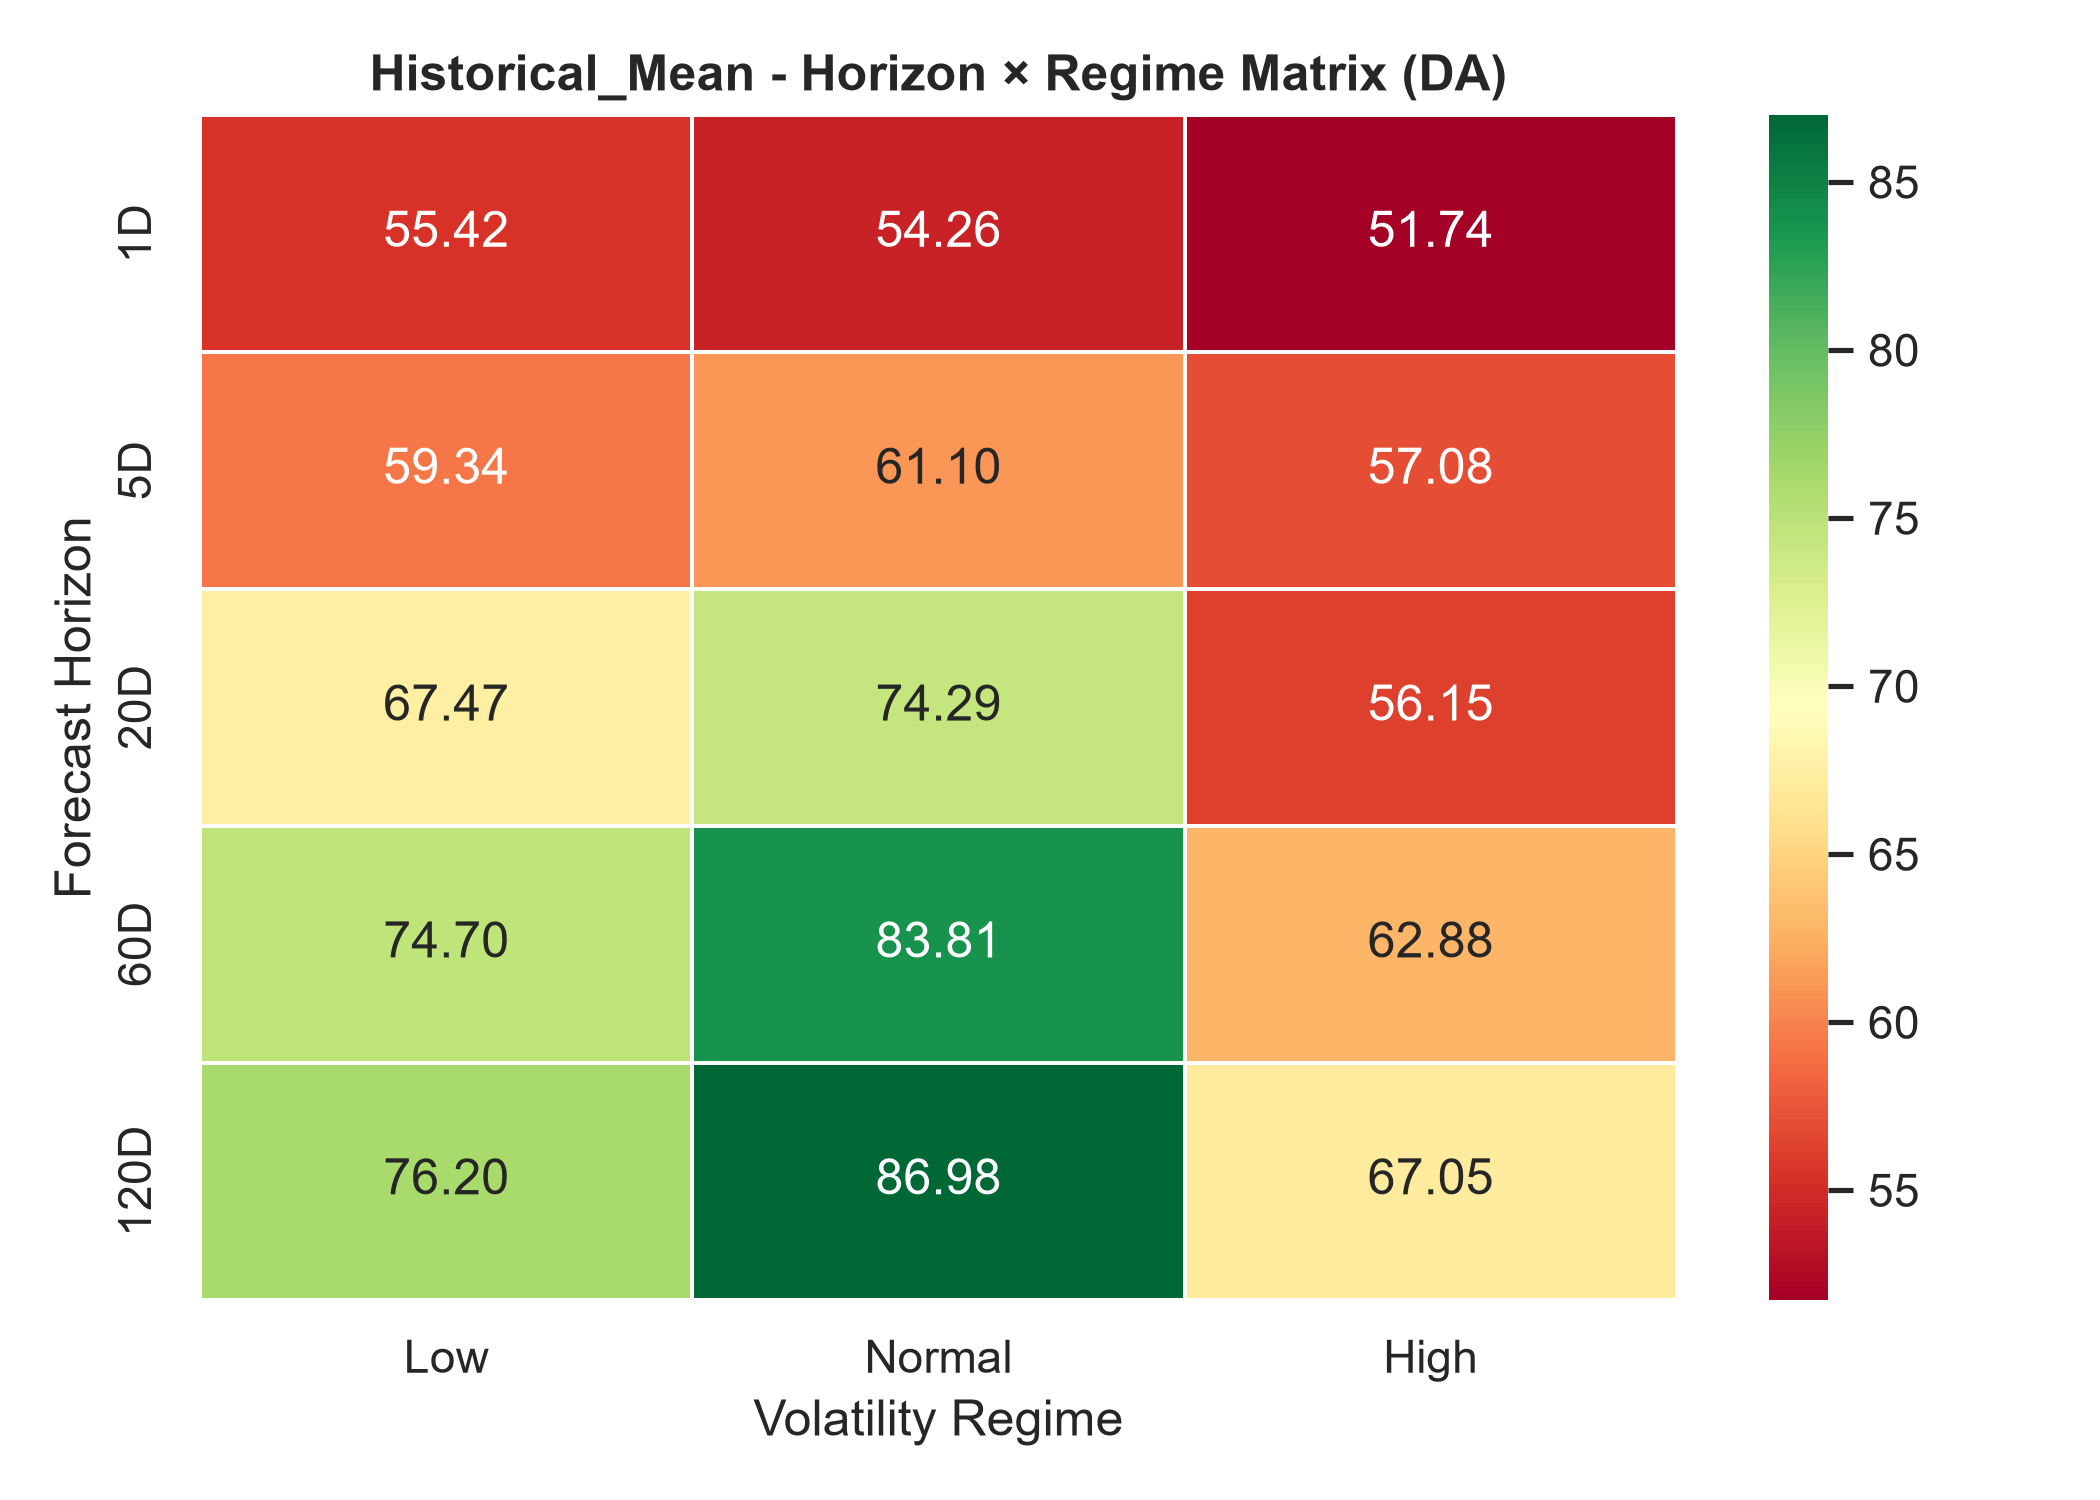 Historical_Mean - Horizon × Regime Matrix (DA)
Forecast Horizon
1D
55.42 54.26 51.74
5D
59.34 61.10 57.08
20D
67.47 74.29 56.15
60D
74.70 83.81 62.88
120D
76.20 86.98 67.05
Low Normal High
Volatility Regime
85
80
75
70
65
60
55